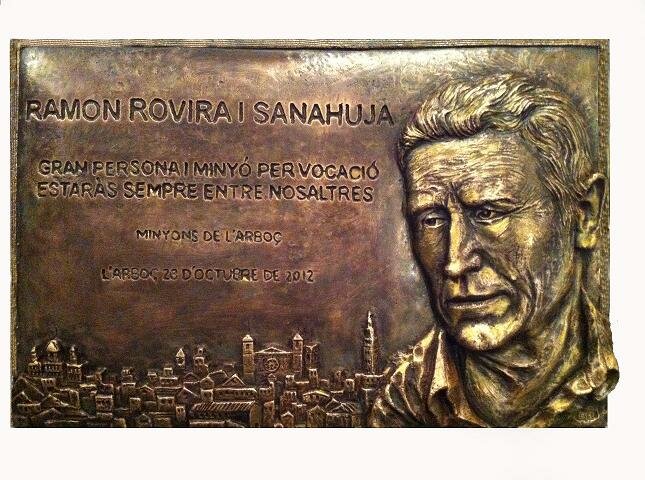 RAMON ROVIRA I SANAHUJA
GRAN PERSONA I MINYÓ PER VOCACIÓ
ESTARÀS SEMPRE ENTRE NOSALTRES
MINYONS DE L'ARBOÇ
L'ARBOÇ 28 D'OCTUBRE DE 2012